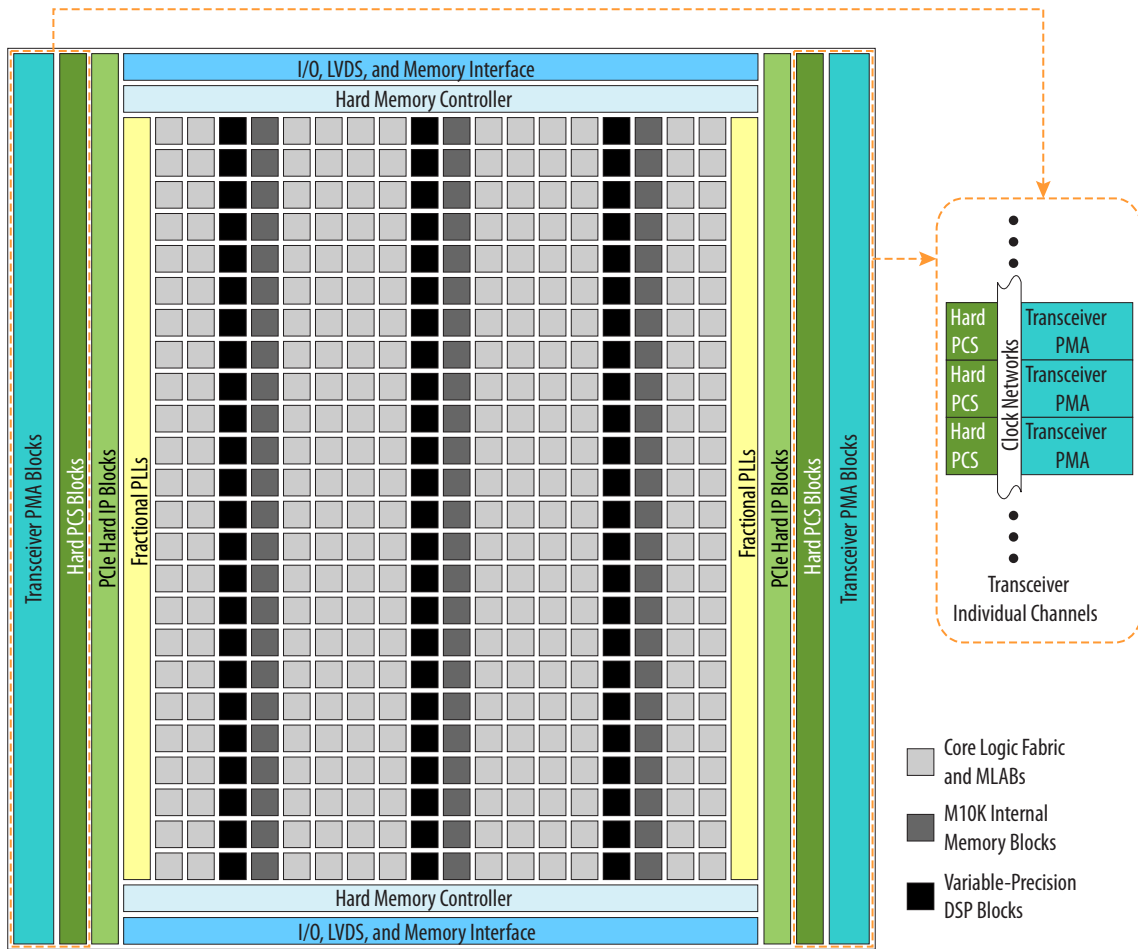 I/O, LVDS, and Memory Interface
Hard Memory Controller
Transceiver PMA Blocks
Hard PCS Blocks
PCIe Hard IP Blocks
Fractional PLLs
Fractional PLLs
PCIe Hard IP Blocks
Hard PCS Blocks
Transceiver PMA Blocks
Hard Memory Controller
I/O, LVDS, and Memory Interface
Hard
PCS
Transceiver
PMA
Hard
PCS
Transceiver
PMA
Hard
PCS
Transceiver
PMA
Clock Networks
Transceiver
Individual Channels
Core Logic Fabric
and MLABs
M10K Internal
Memory Blocks
Variable-Precision
DSP Blocks